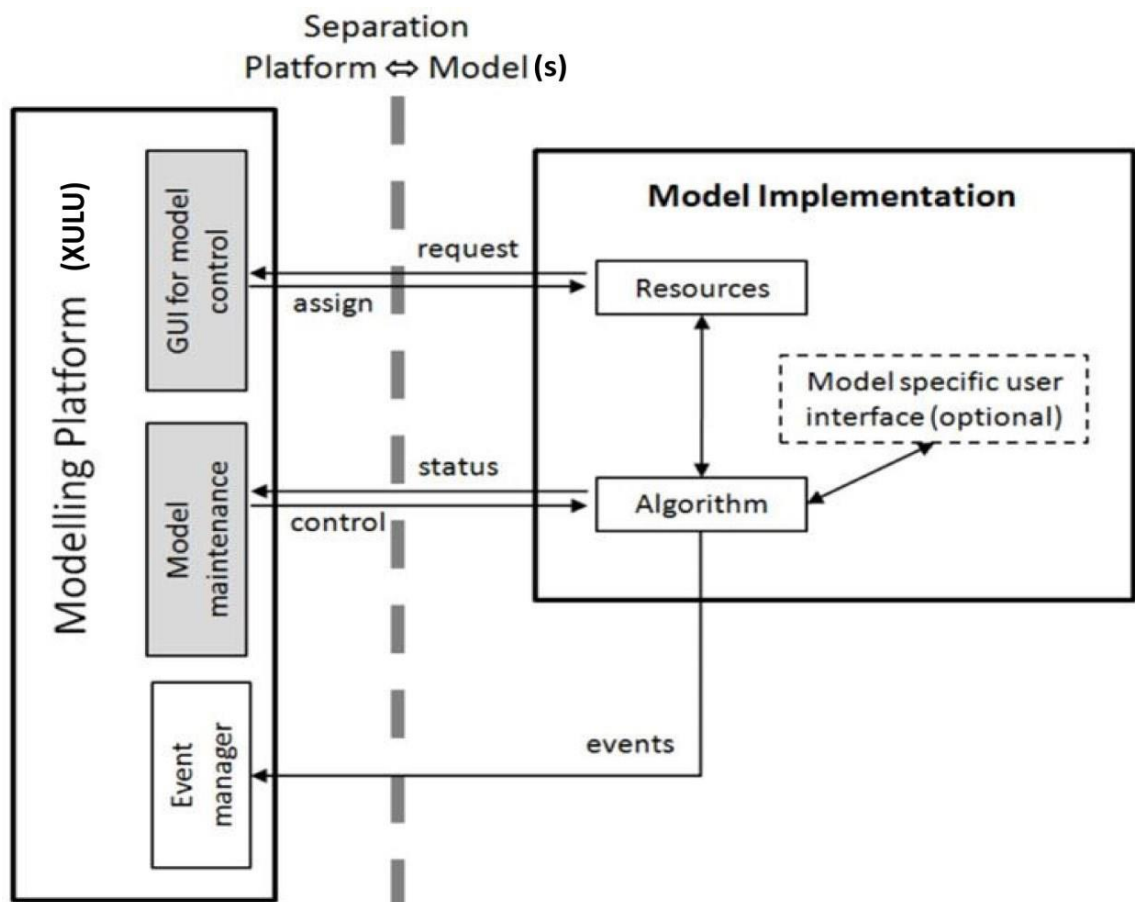 Separation
Platform ⇔ Model(s)
Modelling Platform (XULU)
GUI for model
control
Model
maintenance
Event
manager
request
assign
status
control
events
Model Implementation
Resources
Model specific user
interface (optional)
Algorithm